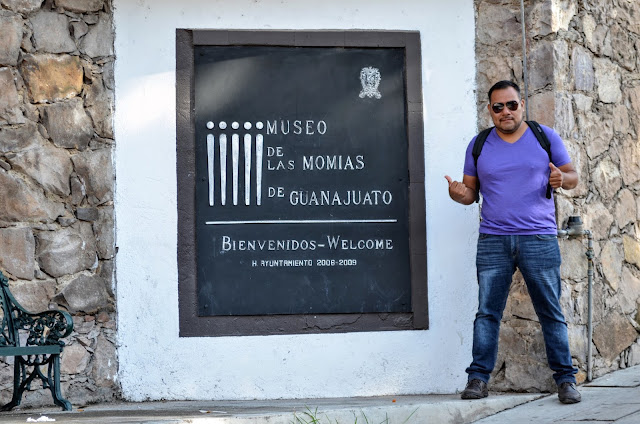 MUSEO
DE
LAS MOMIAS
DE GUANAJUATO
BIENVENIDOS-WELCOME
H. AYUNTAMIENTO 2006-2009